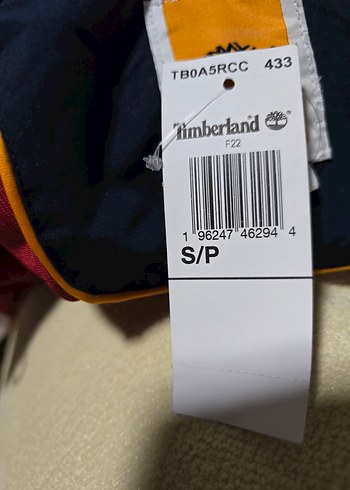 TB0A5RCC 433
Timberland
F22
1 96247 46294 4
S/P